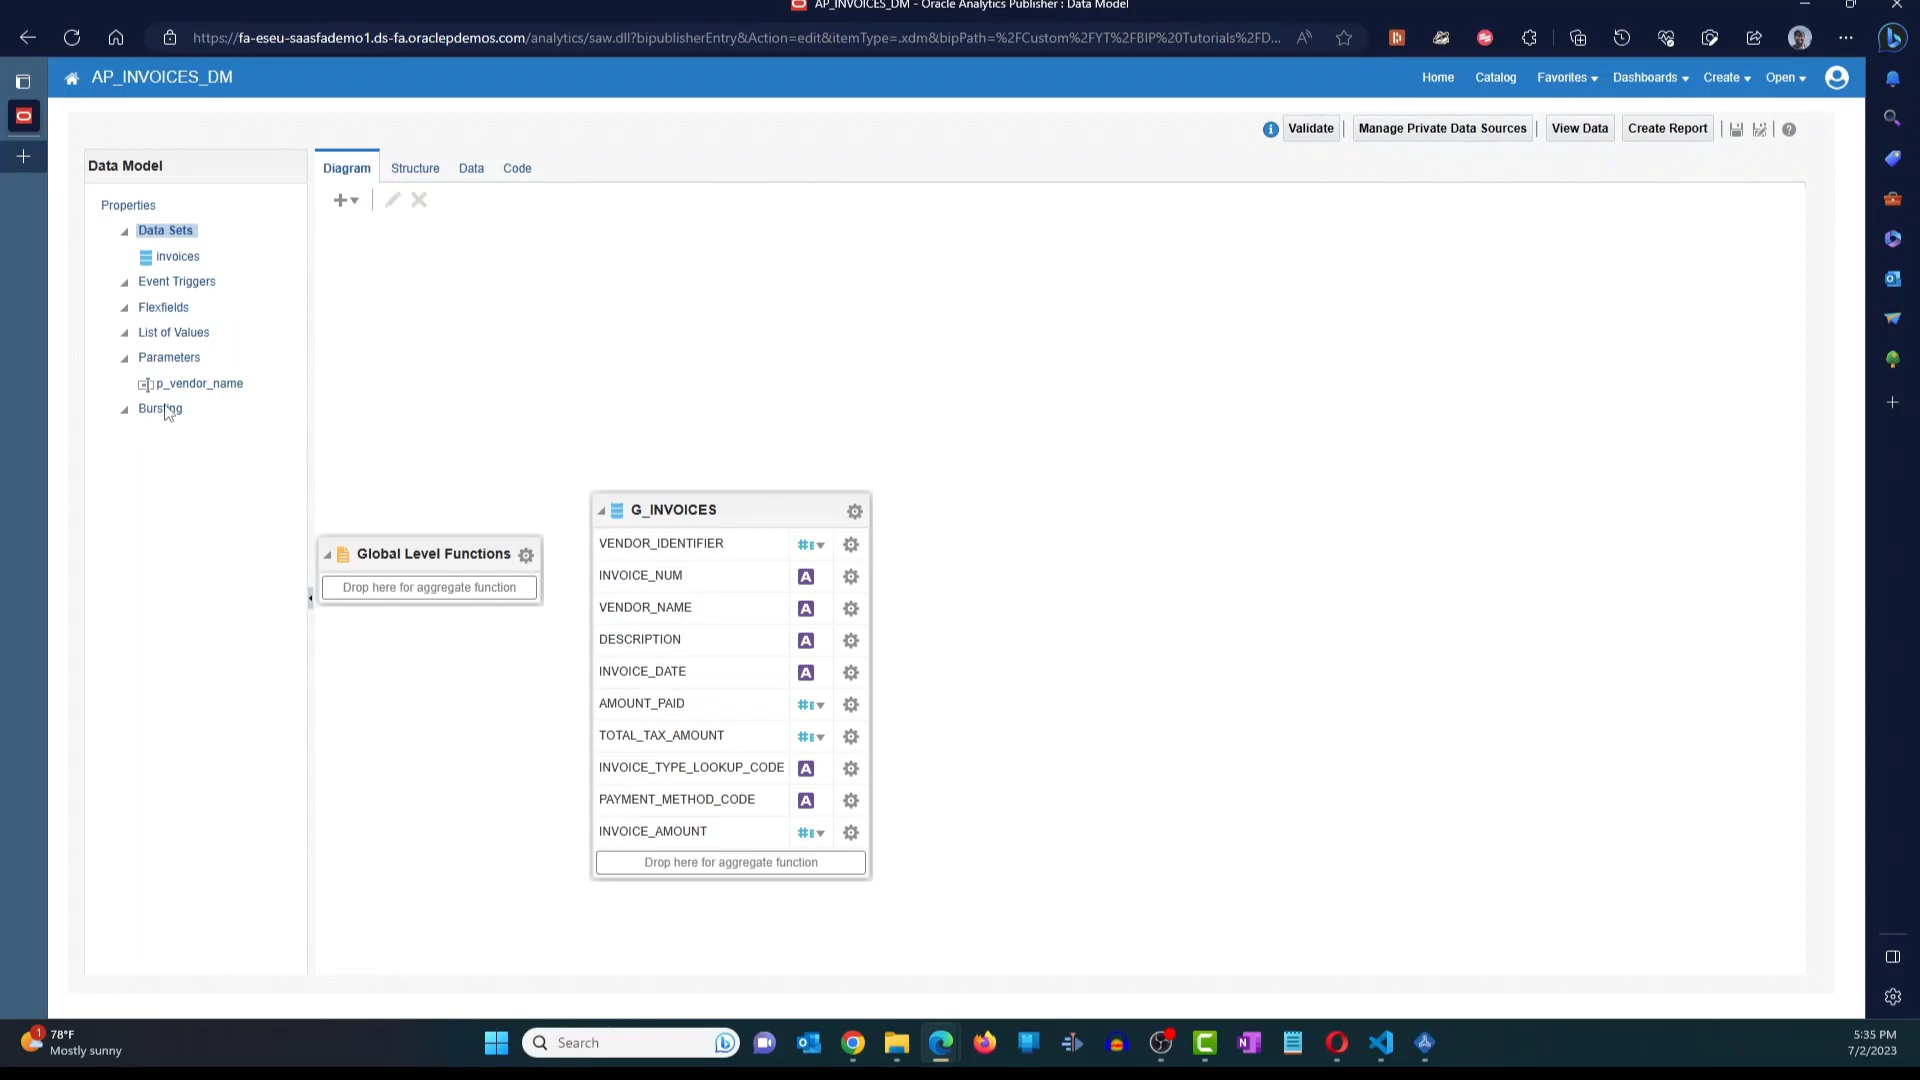 AP_INVOICES_DM - Oracle Analytics Publisher : Data Model
https://fa-eseu-saasfademo1.ds-fa.oraclepdemos.com/analytics/saw.dll?bipublisherEntry&Action=edit&itemType=.xdm&bipPath=%2FCustom%2FYT%2FBIP%20Tutorials%2FD...
AP_INVOICES_DM
Home Catalog Favorites Dashboards Create Open
Validate Manage Private Data Sources View Data Create Report
Data Model
Diagram Structure Data Code
Properties
Data Sets
invoices
Event Triggers
Flexfields
List of Values
Parameters
p_vendor_name
Bursting
G_INVOICES
VENDOR_IDENTIFIER
INVOICE_NUM A
VENDOR_NAME A
DESCRIPTION A
INVOICE_DATE A
AMOUNT_PAID
TOTAL_TAX_AMOUNT
INVOICE_TYPE_LOOKUP_CODE A
PAYMENT_METHOD_CODE A
INVOICE_AMOUNT
Drop here for aggregate function
Global Level Functions
Drop here for aggregate function
1
78°F
Mostly sunny
Search
5:35 PM
7/2/2023